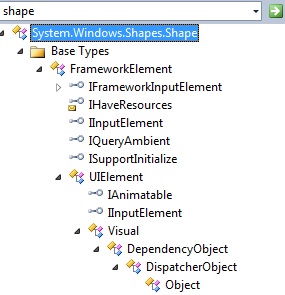 shape
System.Windows.Shapes.Shape
Base Types
FrameworkElement
IFrameworkInputElement
IHaveResources
IInputElement
IQueryAmbient
ISupportInitialize
UIElement
IAnimatable
IInputElement
Visual
DependencyObject
DispatcherObject
Object